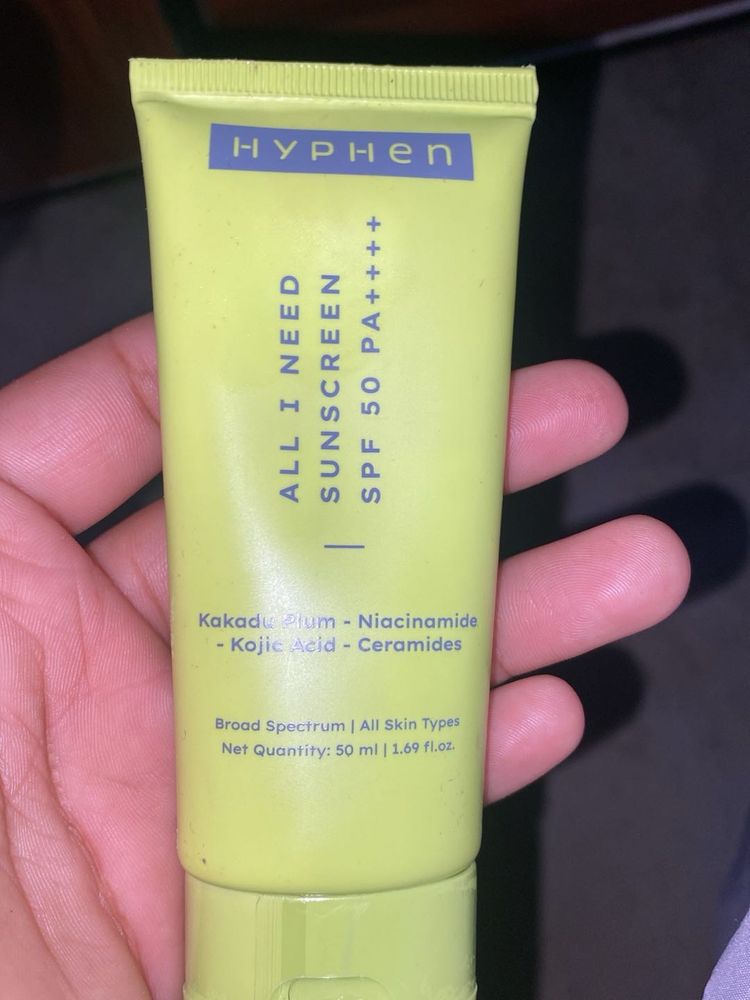 HYPHen
ALL I NEED
SUNSCREEN
SPF 50 PA++++
Kakadu Plum - Niacinamide
- Kojic Acid - Ceramides
Broad Spectrum | All Skin Types
Net Quantity: 50 ml | 1.69 fl.oz.